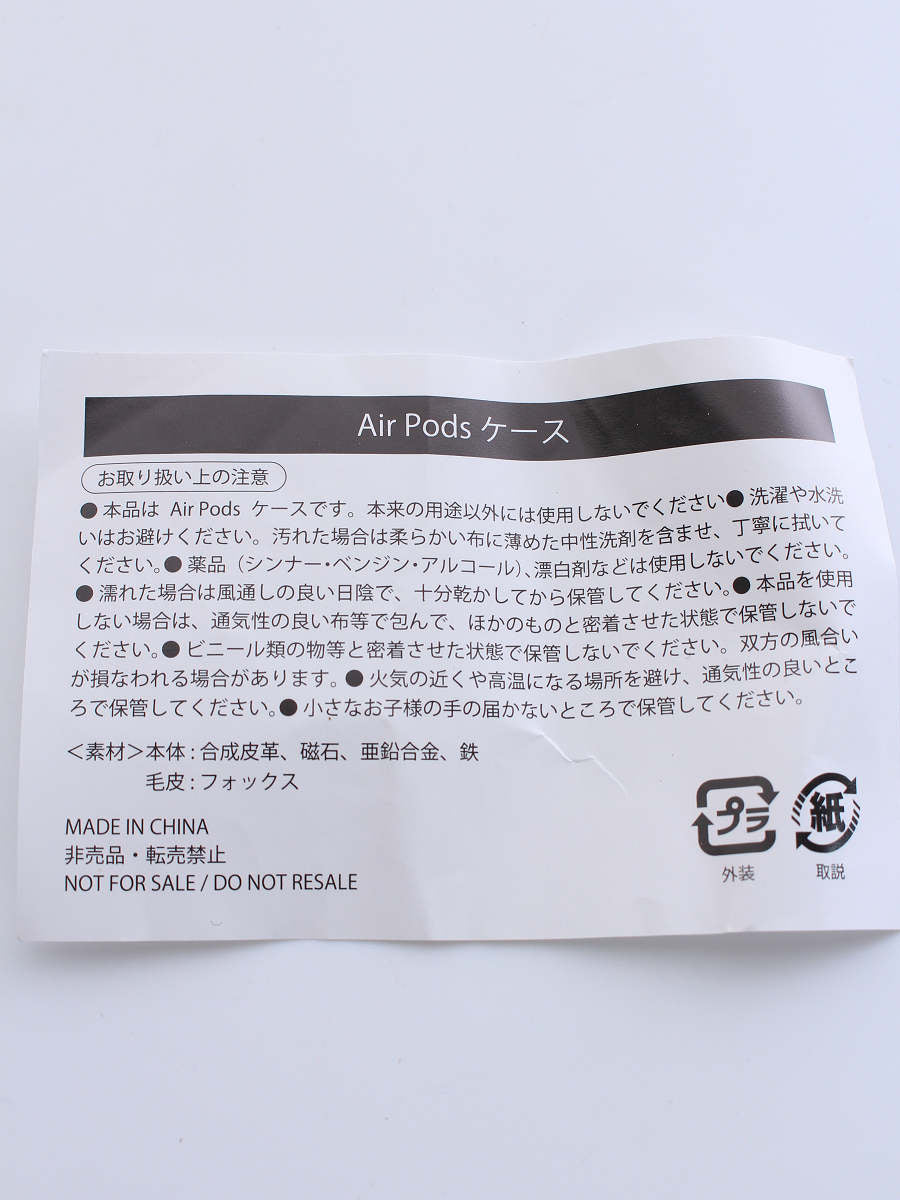 Air Pods ケース
お取り扱い上の注意
●本品は Air Pods ケースです。本来の用途以外には使用しないでください●洗濯や水洗
いはお避けください。汚れた場合は柔らかい布に薄めた中性洗剤を含ませ、丁寧に拭いて
ください。●薬品（シンナー・ベンジン・アルコール）、漂白剤などは使用しないでください。
●濡れた場合は風通しの良い日陰で、十分乾かしてから保管してください。●本品を使用
しない場合は、通気性の良い布等で包んで、ほかのものと密着させた状態で保管しないで
ください。●ビニール類の物等と密着させた状態で保管しないでください。双方の風合い
が損なわれる場合があります。●火気の近くや高温になる場所を避け、通気性の良いとこ
ろで保管してください。●小さなお子様の手の届かないところで保管してください。
＜素材＞本体 : 合成皮革、磁石、亜鉛合金、鉄
毛皮 : フォックス
MADE IN CHINA
非売品・転売禁止
NOT FOR SALE / DO NOT RESALE
プラ
外装
紙
取説